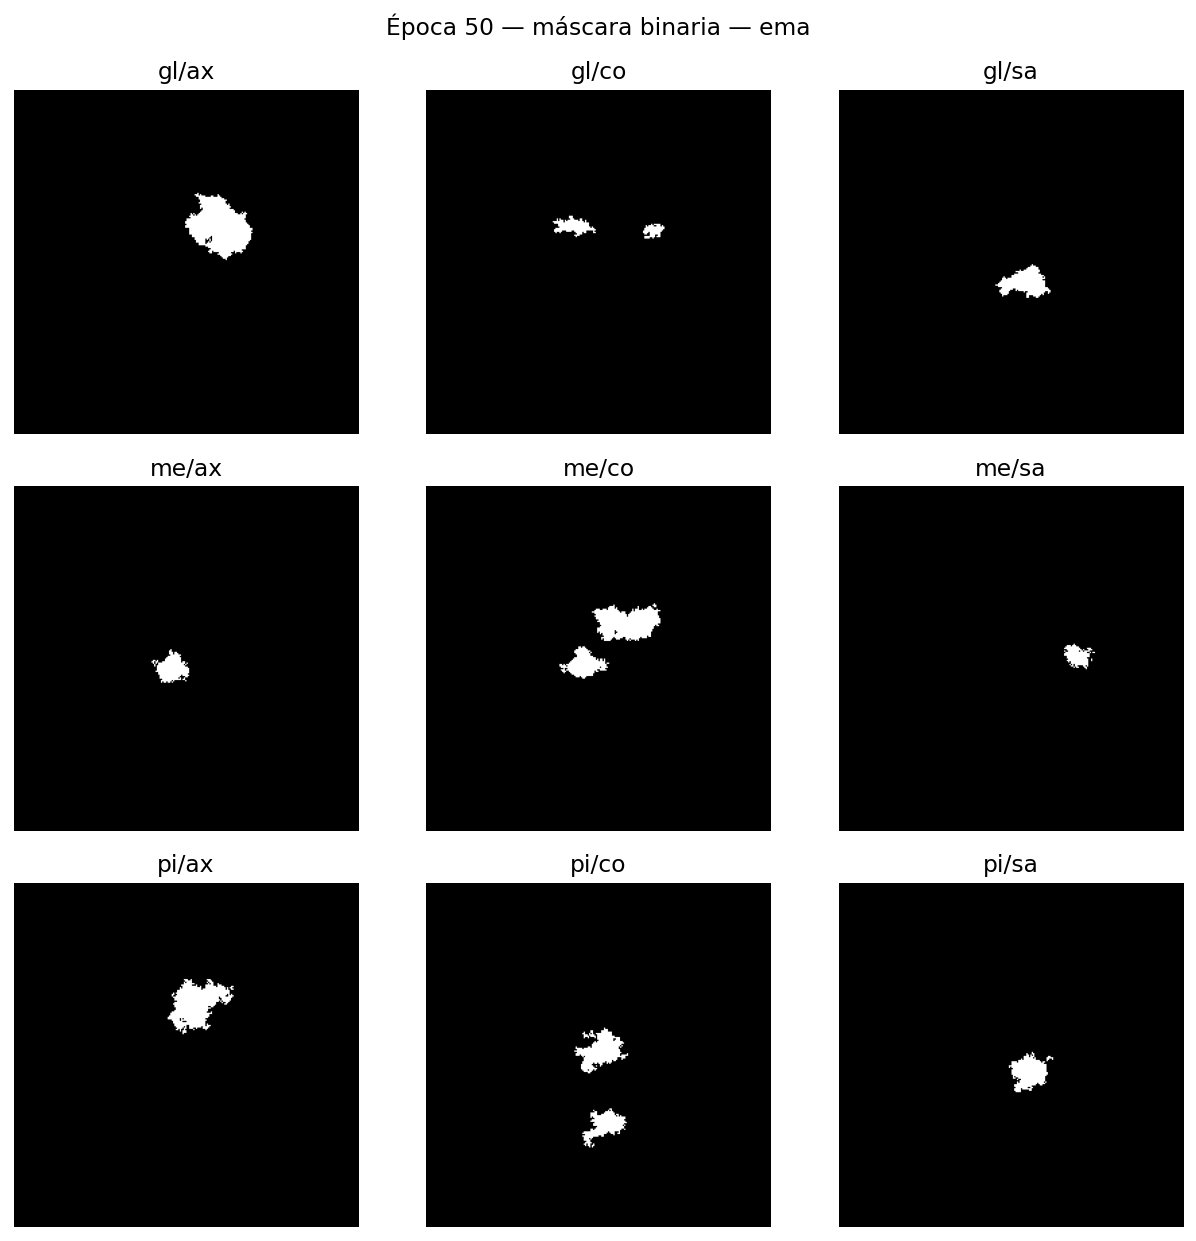 Época 50 — máscara binaria — ema
gl/ax
gl/co
gl/sa
me/ax
me/co
me/sa
pi/ax
pi/co
pi/sa